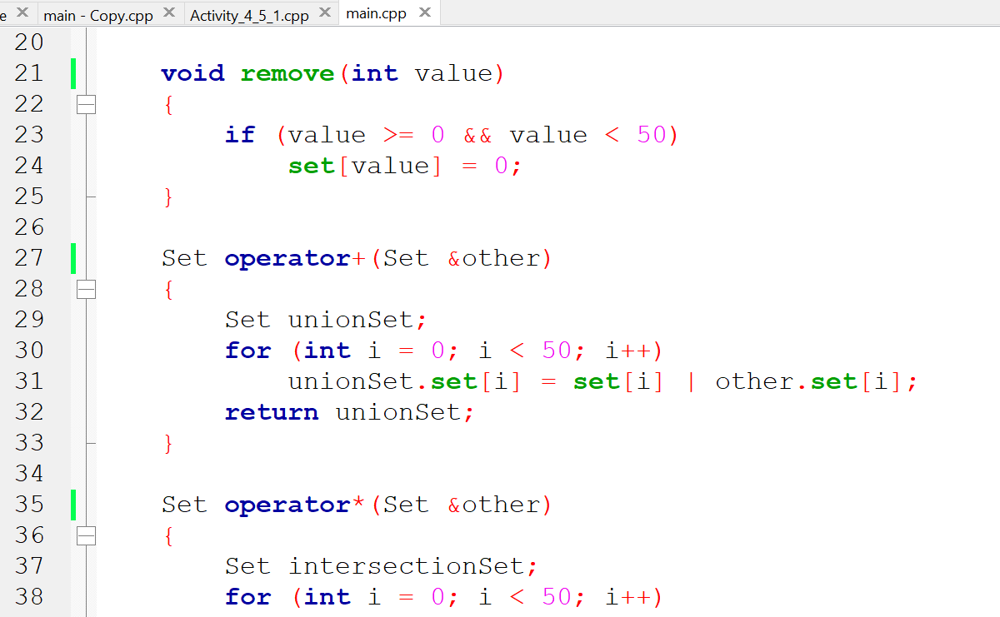 e main - Copy.cpp Activity_4_5_1.cpp main.cpp
20
21 void remove(int value)
22 {
23 if (value >= 0 && value < 50)
24 set[value] = 0;
25 }
26
27 Set operator+(Set &other)
28 {
29 Set unionSet;
30 for (int i = 0; i < 50; i++)
31 unionSet.set[i] = set[i] | other.set[i];
32 return unionSet;
33 }
34
35 Set operator*(Set &other)
36 {
37 Set intersectionSet;
38 for (int i = 0; i < 50; i++)